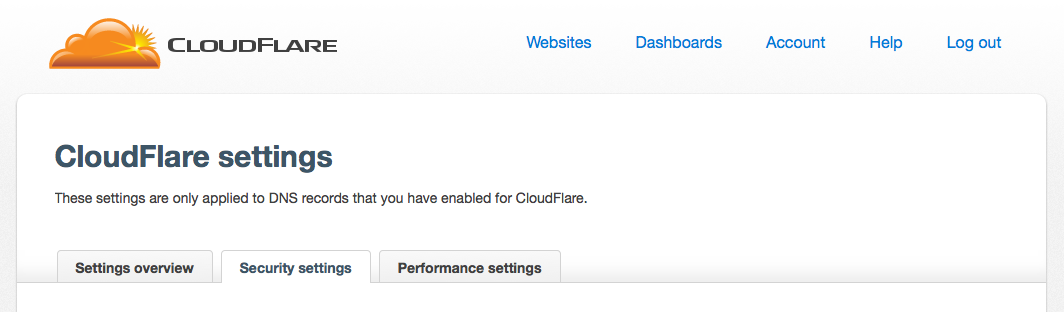 CLOUDFLARE
Websites Dashboards Account Help Log out
CloudFlare settings
These settings are only applied to DNS records that you have enabled for CloudFlare.
Settings overview Security settings Performance settings